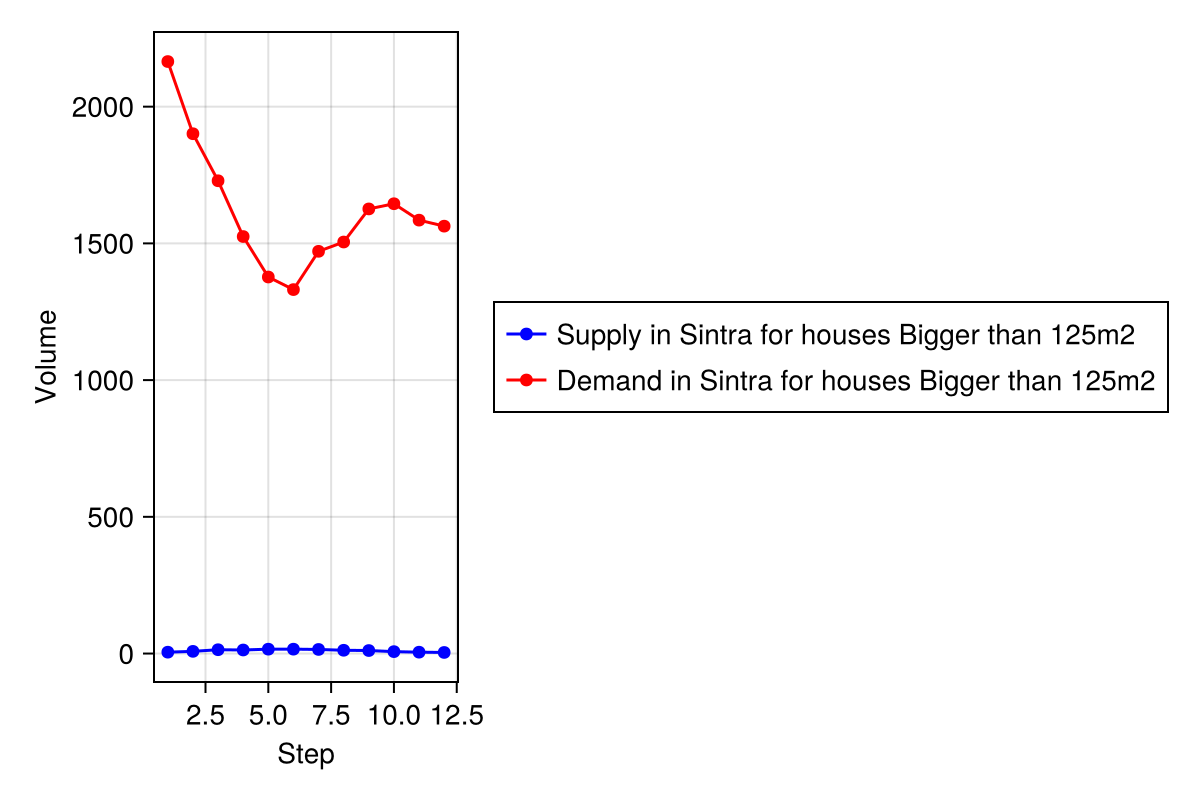 Volume
2000
1500
1000
500
0
2.5 5.0 7.5 10.0 12.5
Step
Supply in Sintra for houses Bigger than 125m2
Demand in Sintra for houses Bigger than 125m2